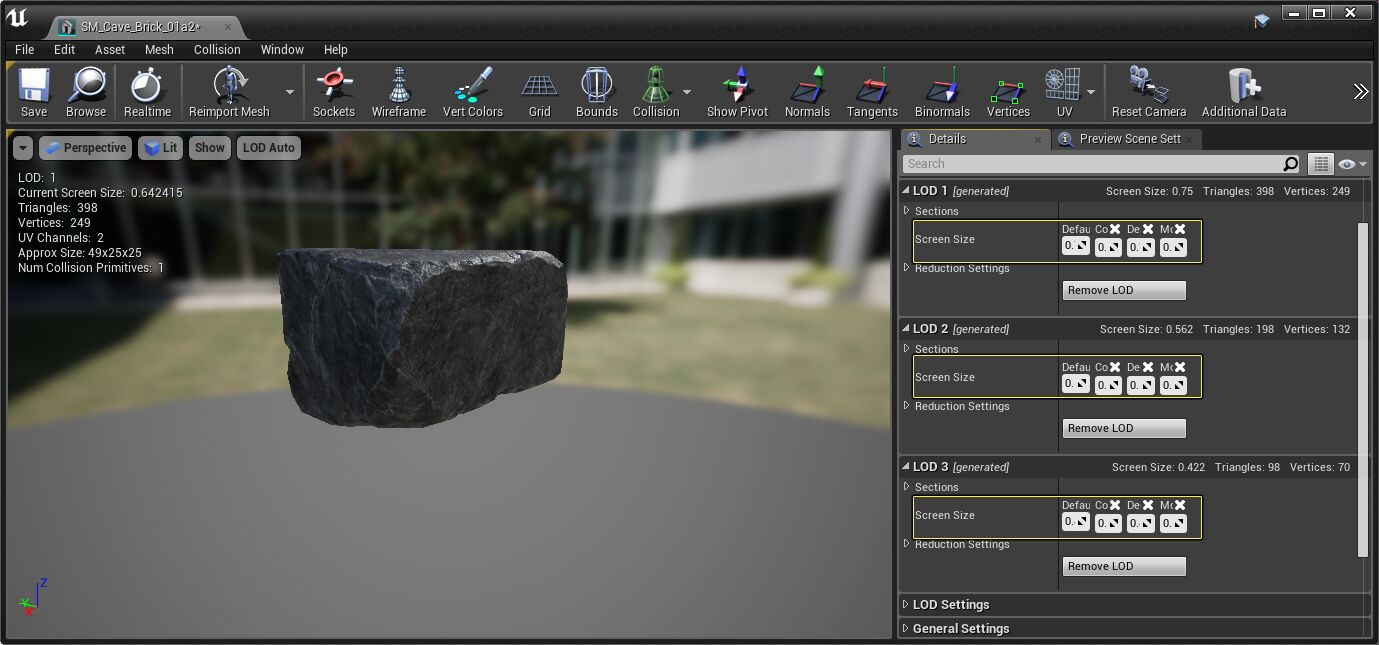 SM_Cave_Brick_01a2*
File Edit Asset Mesh Collision Window Help
Save Browse Realtime Reimport Mesh Sockets Wireframe Vert Colors Grid Bounds Collision Show Pivot Normals Tangents Binormals Vertices UV Reset Camera Additional Data
Perspective Lit Show LOD Auto
LOD: 1
Current Screen Size: 0.642415
Triangles: 398
Vertices: 249
UV Channels: 2
Approx Size: 49x25x25
Num Collision Primitives: 1
Z
Details Preview Scene Sett
Search
LOD 1 [generated] Screen Size: 0.75 Triangles: 398 Vertices: 249
Sections
Defau Co De Mo
Screen Size 0. 0. 0. 0.
Reduction Settings
Remove LOD
LOD 2 [generated] Screen Size: 0.562 Triangles: 198 Vertices: 132
Sections
Defau Co De Mo
Screen Size 0. 0. 0. 0.
Reduction Settings
Remove LOD
LOD 3 [generated] Screen Size: 0.422 Triangles: 98 Vertices: 70
Sections
Defau Co De Mo
Screen Size 0. 0. 0. 0.
Reduction Settings
Remove LOD
LOD Settings
General Settings